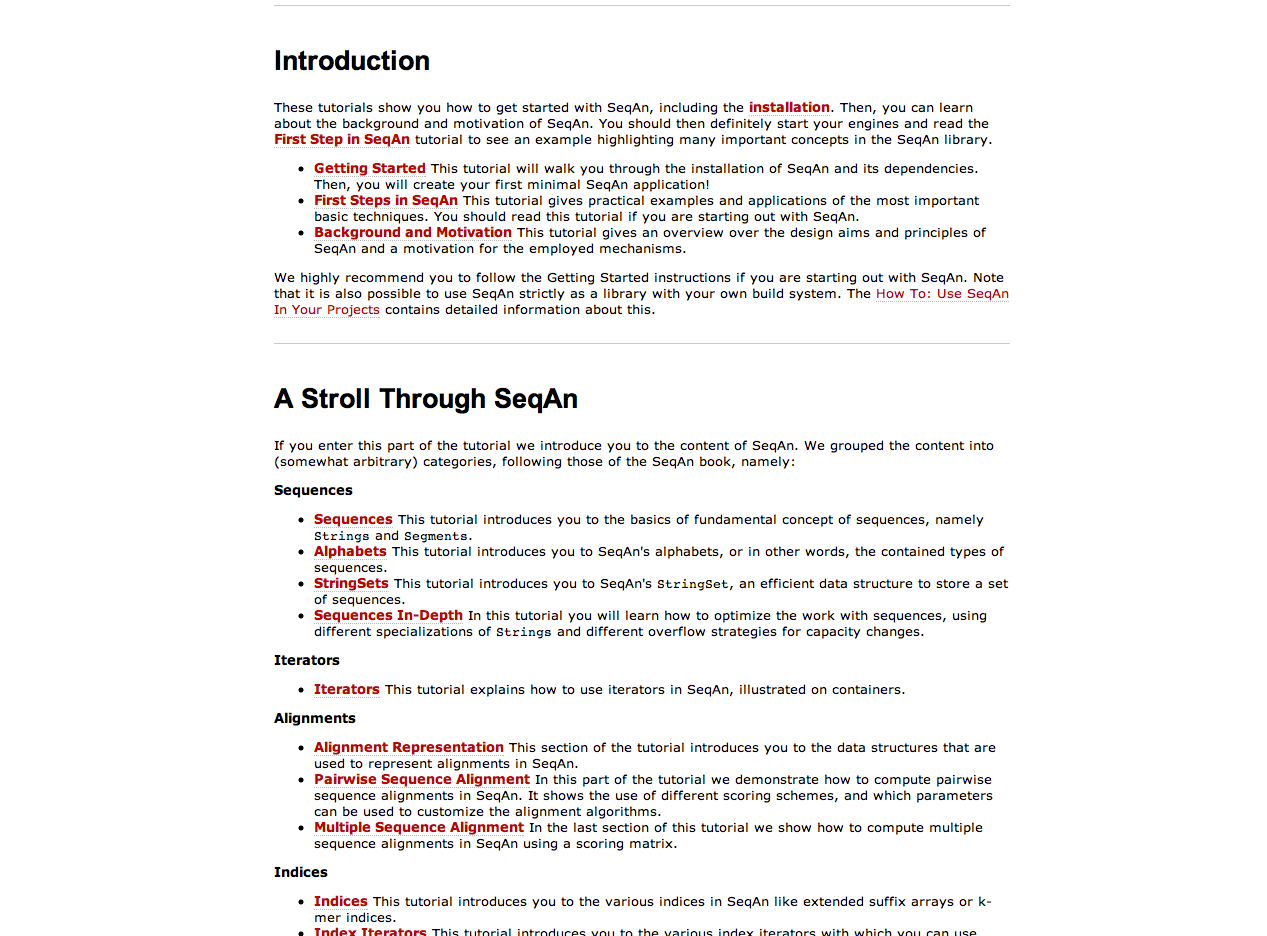 Introduction
These tutorials show you how to get started with SeqAn, including the installation. Then, you can learn
about the background and motivation of SeqAn. You should then definitely start your engines and read the
First Step in SeqAn tutorial to see an example highlighting many important concepts in the SeqAn library.
• Getting Started This tutorial will walk you through the installation of SeqAn and its dependencies.
Then, you will create your first minimal SeqAn application!
• First Steps in SeqAn This tutorial gives practical examples and applications of the most important
basic techniques. You should read this tutorial if you are starting out with SeqAn.
• Background and Motivation This tutorial gives an overview over the design aims and principles of
SeqAn and a motivation for the employed mechanisms.
We highly recommend you to follow the Getting Started instructions if you are starting out with SeqAn. Note
that it is also possible to use SeqAn strictly as a library with your own build system. The How To: Use SeqAn
In Your Projects contains detailed information about this.
A Stroll Through SeqAn
If you enter this part of the tutorial we introduce you to the content of SeqAn. We grouped the content into
(somewhat arbitrary) categories, following those of the SeqAn book, namely:
Sequences
• Sequences This tutorial introduces you to the basics of fundamental concept of sequences, namely
Strings and Segments.
• Alphabets This tutorial introduces you to SeqAn's alphabets, or in other words, the contained types of
sequences.
• StringSets This tutorial introduces you to SeqAn's StringSet, an efficient data structure to store a set
of sequences.
• Sequences In-Depth In this tutorial you will learn how to optimize the work with sequences, using
different specializations of Strings and different overflow strategies for capacity changes.
Iterators
• Iterators This tutorial explains how to use iterators in SeqAn, illustrated on containers.
Alignments
• Alignment Representation This section of the tutorial introduces you to the data structures that are
used to represent alignments in SeqAn.
• Pairwise Sequence Alignment In this part of the tutorial we demonstrate how to compute pairwise
sequence alignments in SeqAn. It shows the use of different scoring schemes, and which parameters
can be used to customize the alignment algorithms.
• Multiple Sequence Alignment In the last section of this tutorial we show how to compute multiple
sequence alignments in SeqAn using a scoring matrix.
Indices
• Indices This tutorial introduces you to the various indices in SeqAn like extended suffix arrays or k-
mer indices.
• Index Iterators This tutorial introduces you to the various index iterators with which you can use